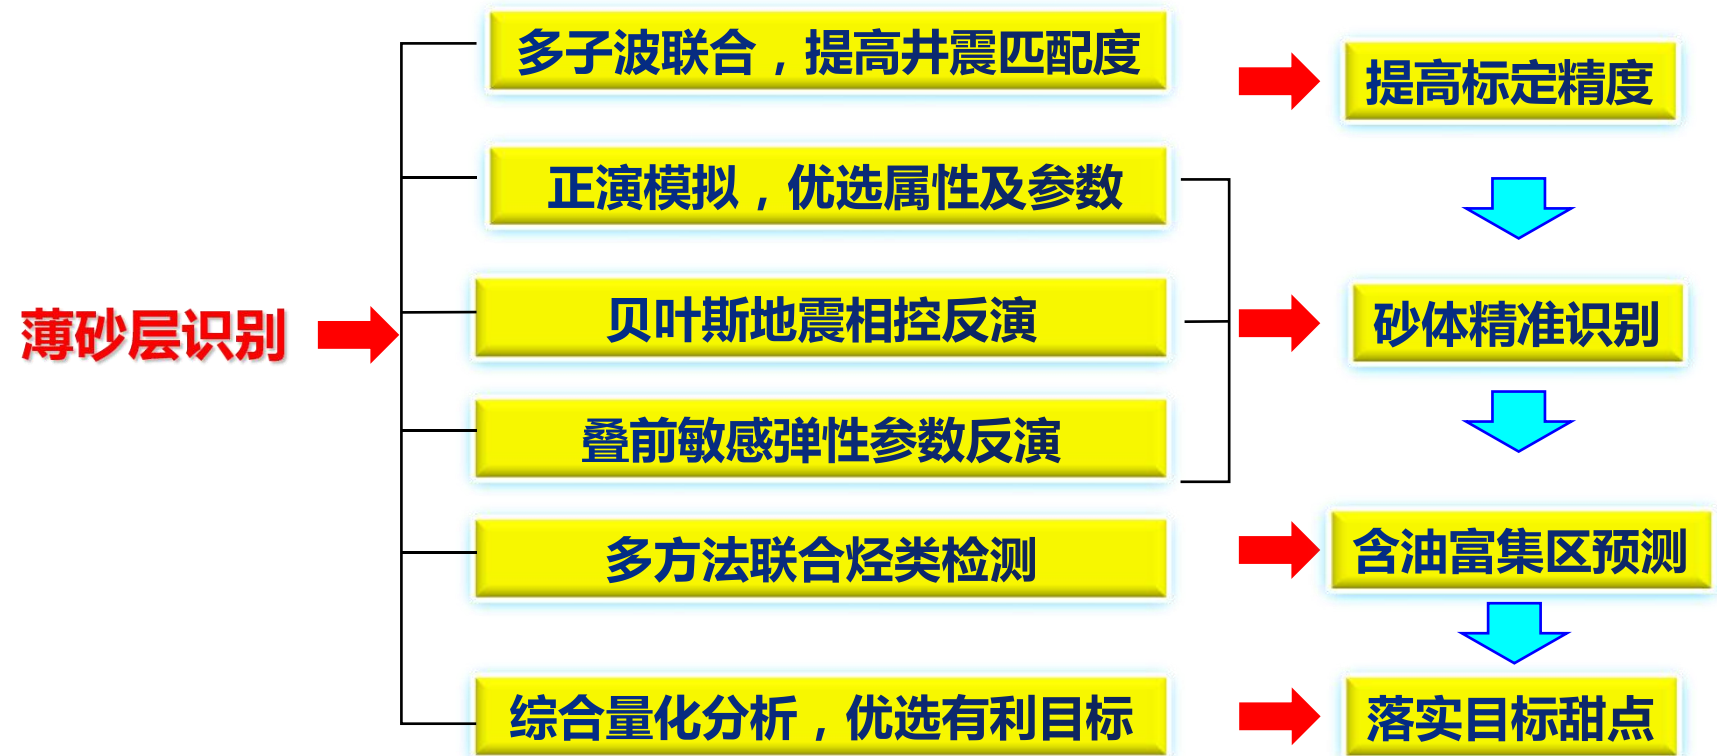 多子波联合，提高井震匹配度
提高标定精度
正演模拟，优选属性及参数
薄砂层识别
贝叶斯地震相控反演
砂体精准识别
叠前敏感弹性参数反演
多方法联合烃类检测
含油富集区预测
综合量化分析，优选有利目标
落实目标甜点